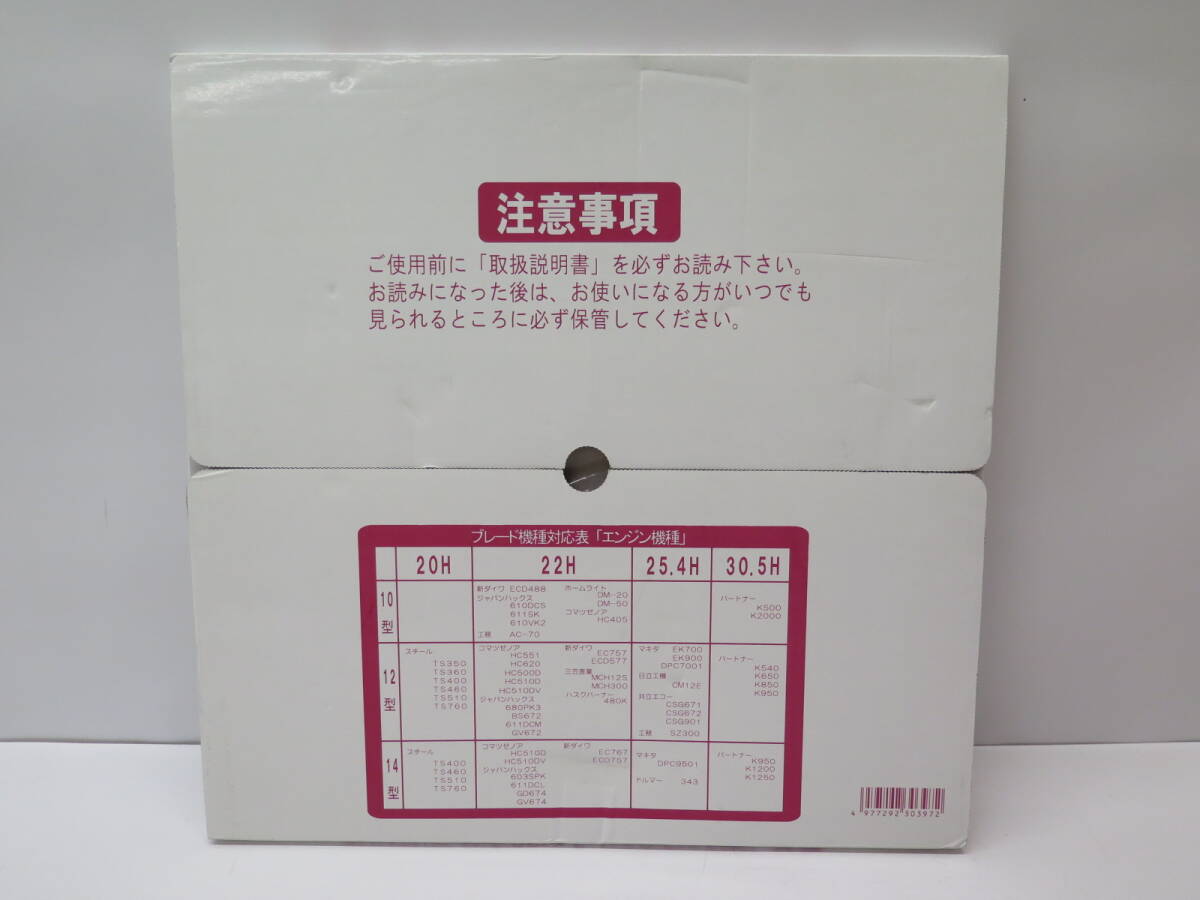 注意事項
ご使用前に「取扱説明書」を必ずお読み下さい。
お読みになった後は、お使いになる方がいつでも
見られるところに必ず保管してください。
ブレード機種対応表「エンジン機種」
20H 22H 25.4H 30.5H
10型
新ダイワ ECD488
ジャパンハックス
610DCS
611SK
610VK2
工機 AC-70
ホームライト
DM-20
DM-50
コマツゼノア
HC405
パートナー
K500
K2000
12型
スチール
TS350
TS360
TS400
TS460
TS510
TS760
コマツゼノア
HC551
HC620
HC500D
HC510D
HC510DV
ジャパンハックス
680PK3
BS672
611DCM
GV672
新ダイワ
EC757
ECD577
三笠産業
MCH12S
MCH300
ハスクバーナー
480K
マキタ EK700
EK900
DPC7001
日立工機
CM12E
共立エコー
CSG671
CSG672
CSG901
工機 SZ300
パートナー
K540
K650
K850
K950
14型
スチール
TS400
TS460
TS510
TS760
コマツゼノア
HC510D
HC510DV
ジャパンハックス
603SPK
611DCL
GD674
GV674
新ダイワ
EC767
ECD757
マキタ
DPC9501
ドルマー 343
パートナー
K950
K1200
K1250
4 977292 303972